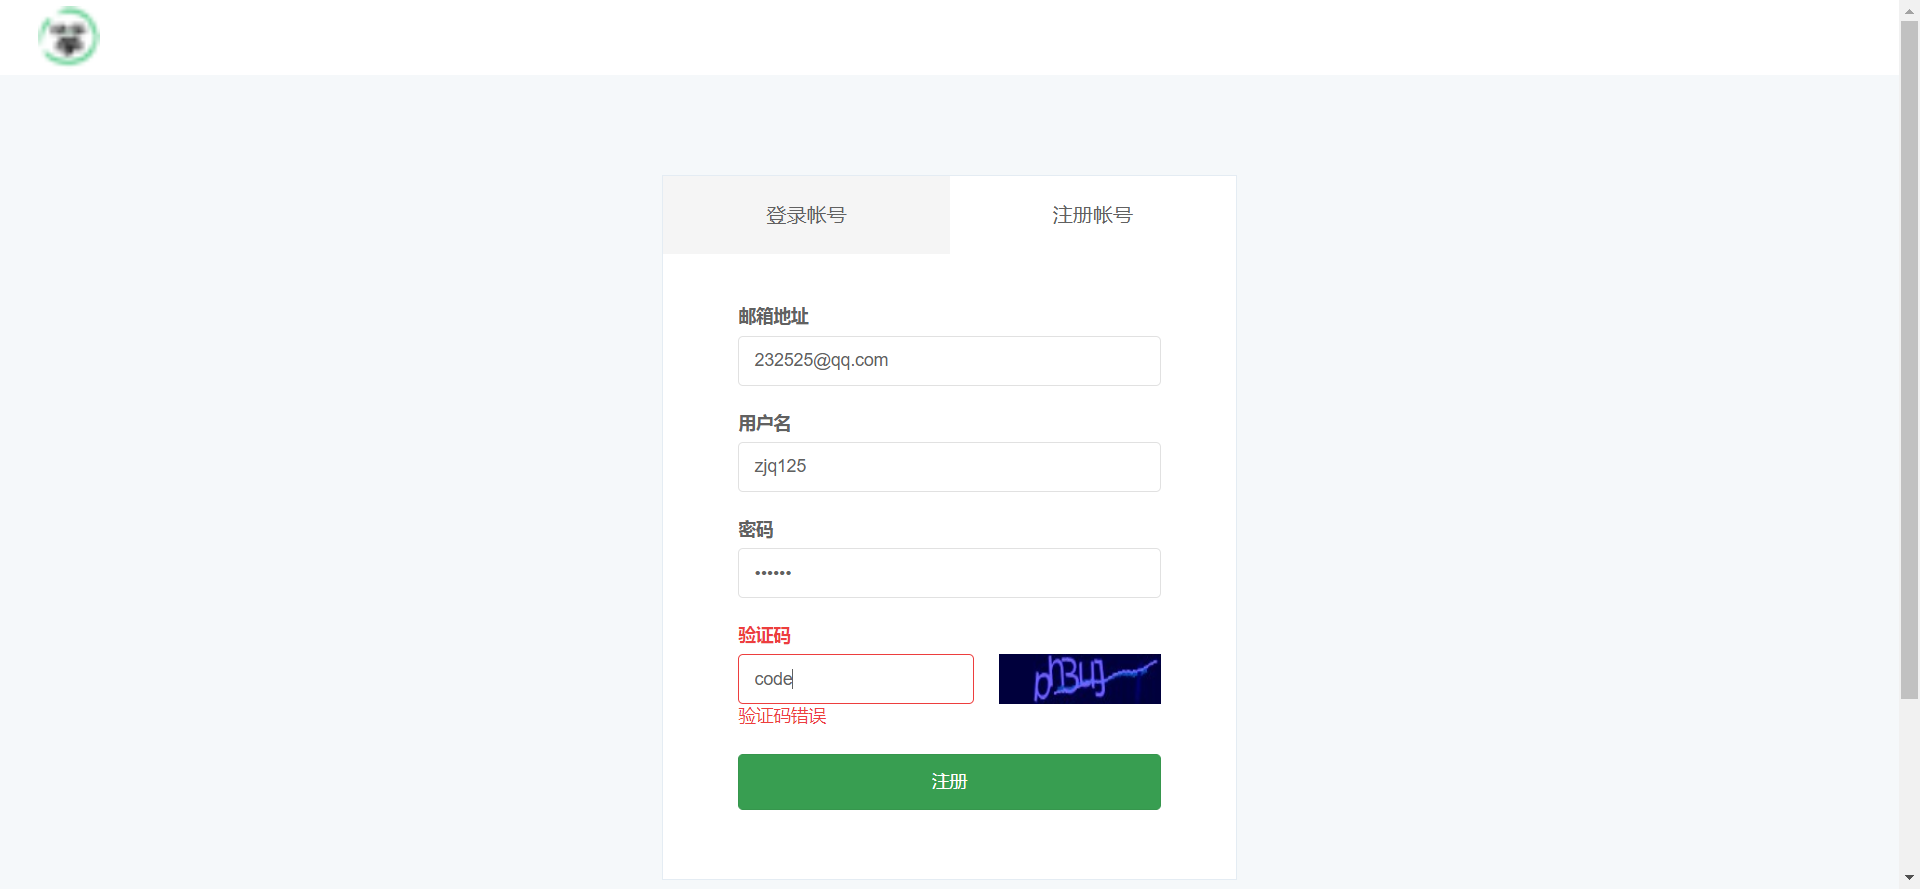 登录帐号
注册帐号
邮箱地址
232525@qq.com
用户名
zjq125
密码
••••••
验证码
code
验证码错误
注册